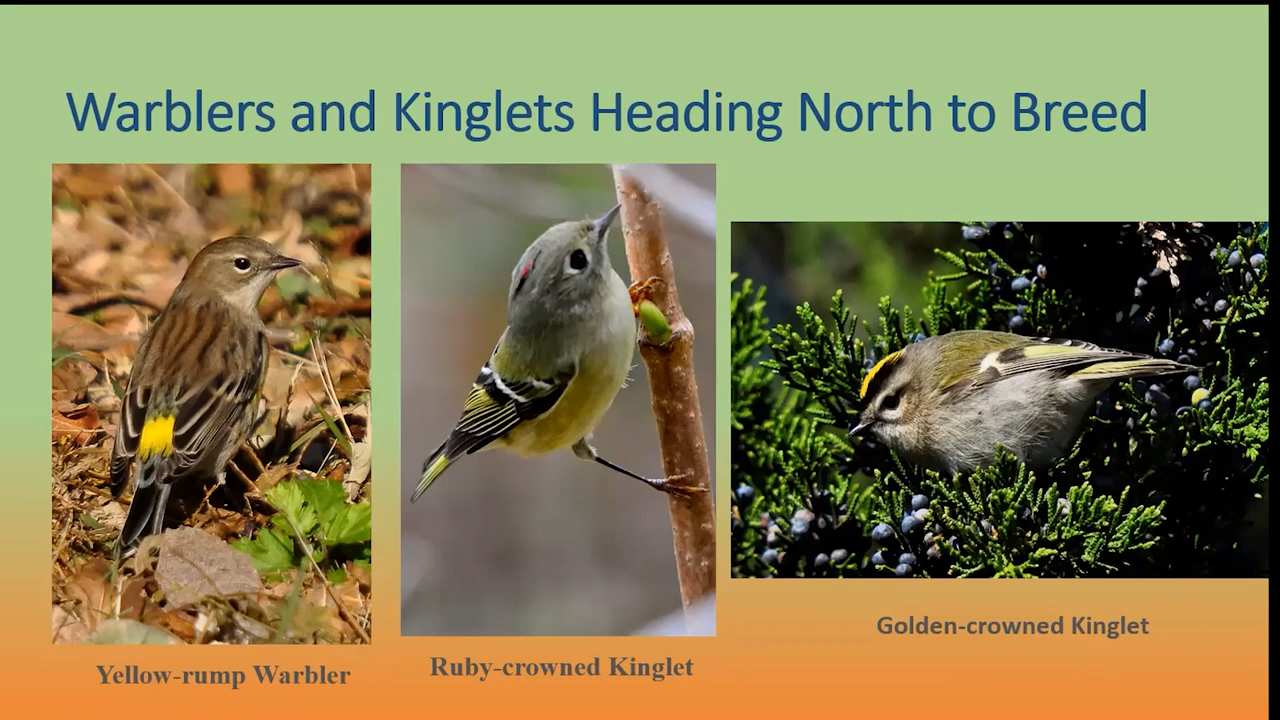 Warblers and Kinglets Heading North to Breed
Yellow-rump Warbler
Ruby-crowned Kinglet
Golden-crowned Kinglet